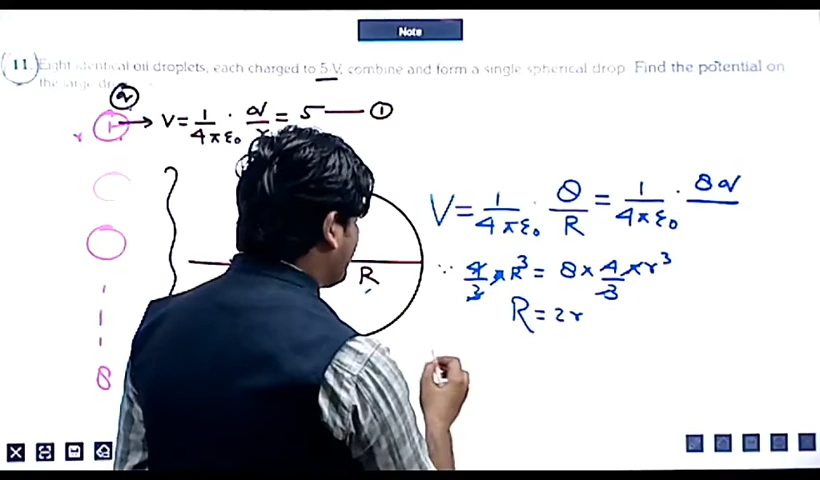 Note
11. Eight identical oil droplets, each charged to 5 V, combine and form a single spherical drop. Find the potential on
the large
q
1 → V = 1/4πε₀ · q/r = 5 — ①
r
V = 1/4πε₀ · Q/R = 1/4πε₀ · 8q
R
∵ 4/3 πR³ = 8 × 4/3 πr³
R = 2r
8